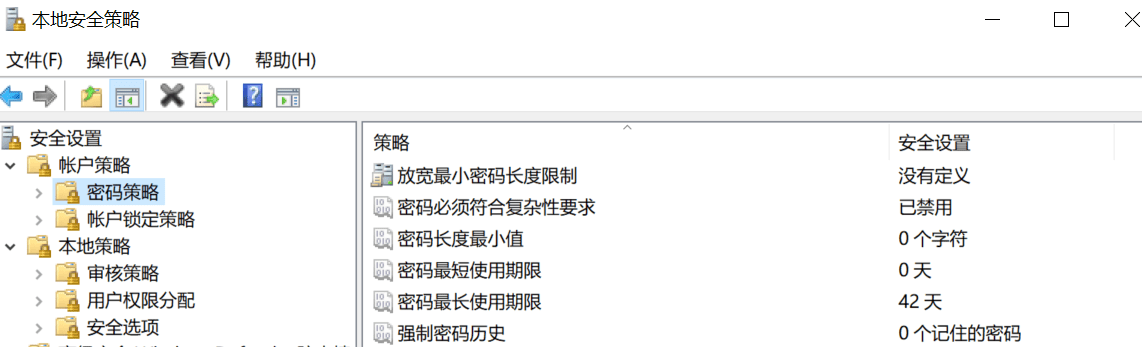 本地安全策略
文件(F) 操作(A) 查看(V) 帮助(H)
安全设置
帐户策略
密码策略
帐户锁定策略
本地策略
审核策略
用户权限分配
安全选项
策略 安全设置
放宽最小密码长度限制 没有定义
密码必须符合复杂性要求 已禁用
密码长度最小值 0 个字符
密码最短使用期限 0 天
密码最长使用期限 42 天
强制密码历史 0 个记住的密码